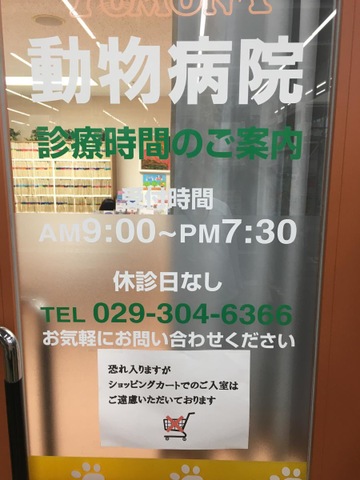 動物病院
診療時間のご案内
受付時間
AM9:00~PM7:30
休診日なし
TEL 029-304-6366
お気軽にお問い合わせください
恐れ入りますが
ショッピングカートでのご入室は
ご遠慮いただいております